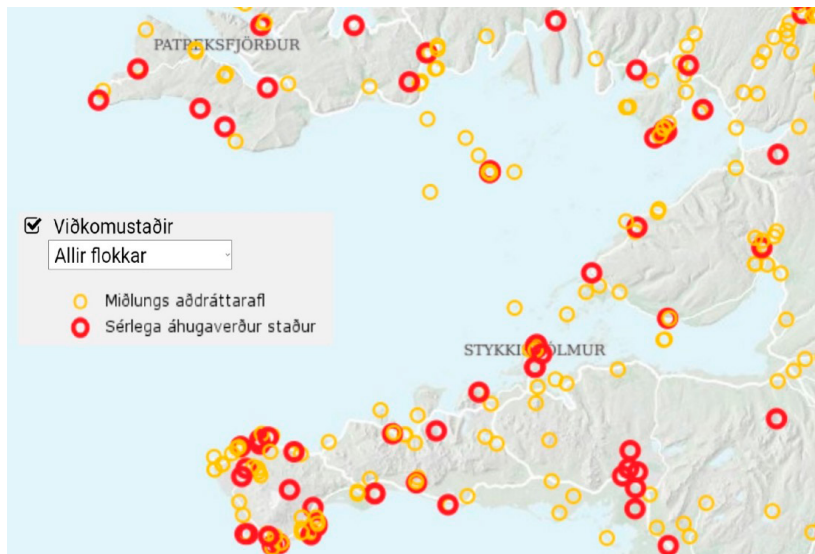 PATREKSFJÖRÐUR
Viðkomustaðir
Allir flokkar
Miðlungs aðdráttarafl
Sérlega áhugaverður staður